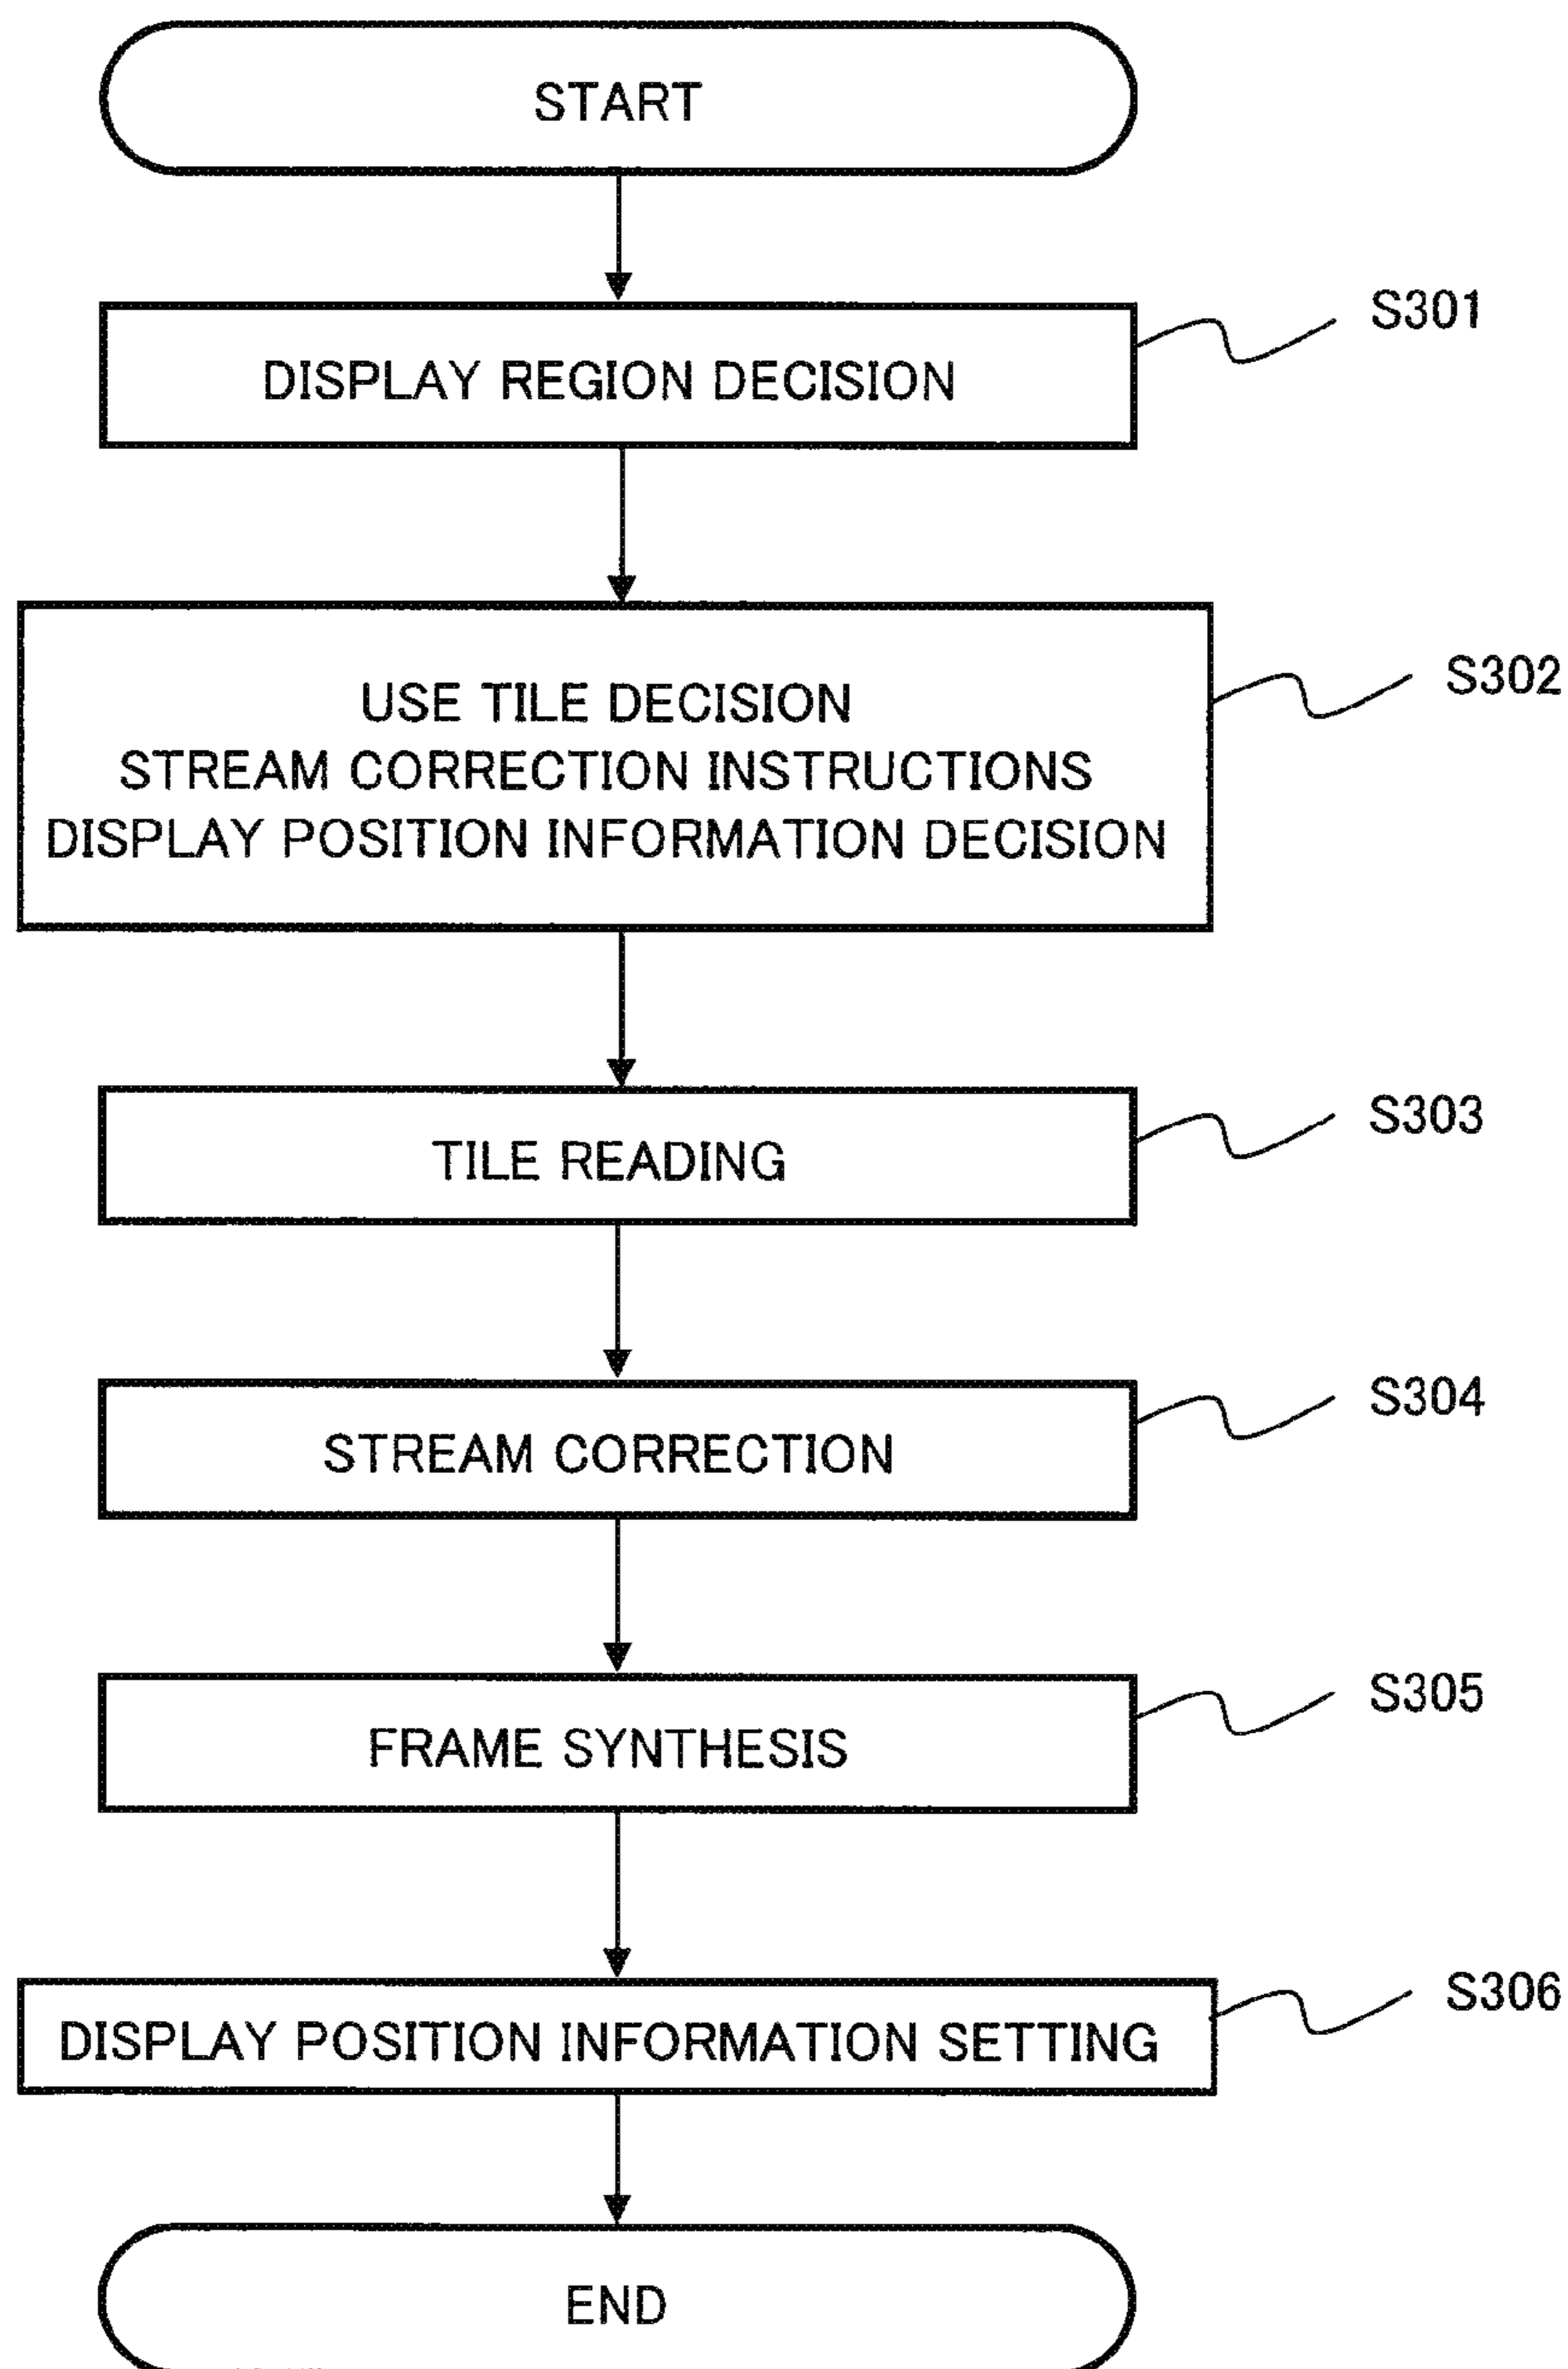 START
DISPLAY REGION DECISION
S301
USE TILE DECISION
STREAM CORRECTION INSTRUCTIONS
DISPLAY POSITION INFORMATION DECISION
S302
TILE READING
S303
STREAM CORRECTION
S304
FRAME SYNTHESIS
S305
DISPLAY POSITION INFORMATION SETTING
S306
END